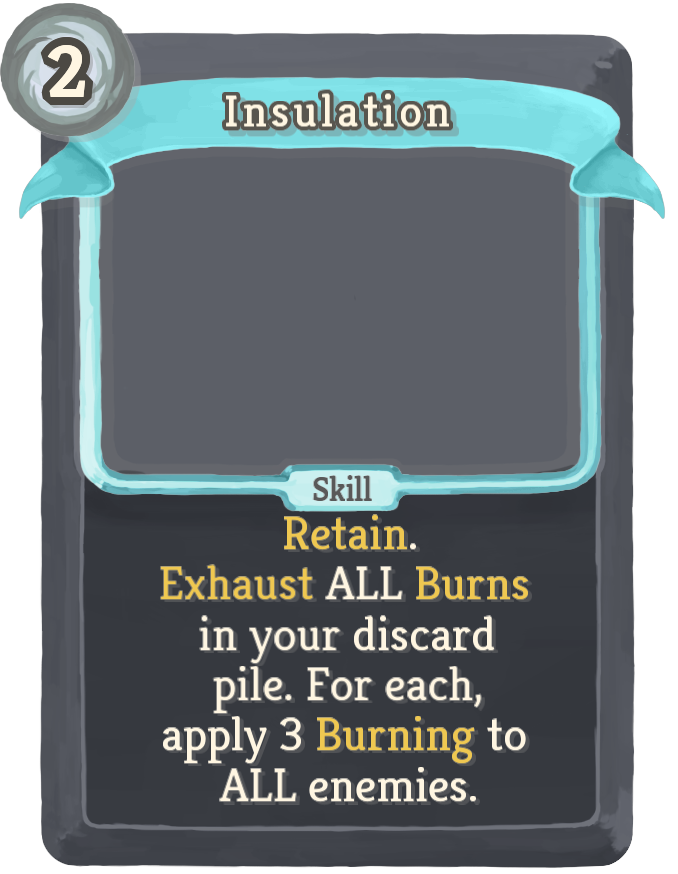 2
Insulation
Skill
Retain.
Exhaust ALL Burns
in your discard
pile. For each,
apply 3 Burning to
ALL enemies.